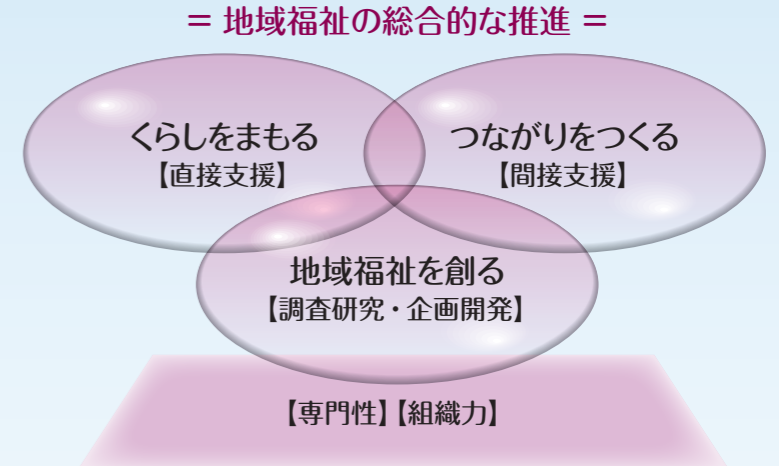 = 地域福祉の総合的な推進 =
くらしをまもる
【直接支援】
つながりをつくる
【間接支援】
地域福祉を創る
【調査研究・企画開発】
【専門性】【組織力】